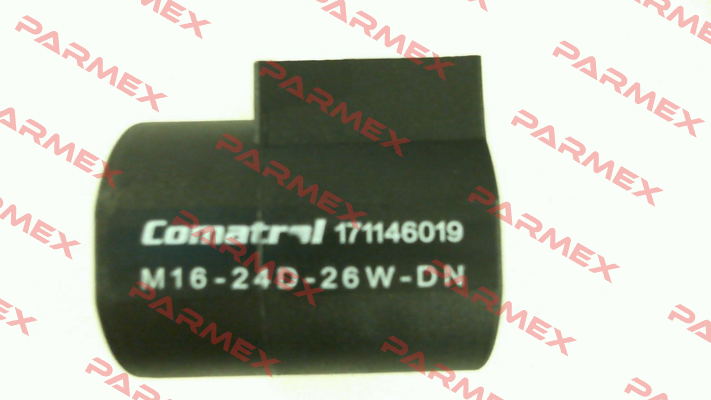 Comatrol 171146019
M16-24D-26W-DN
PARMEX